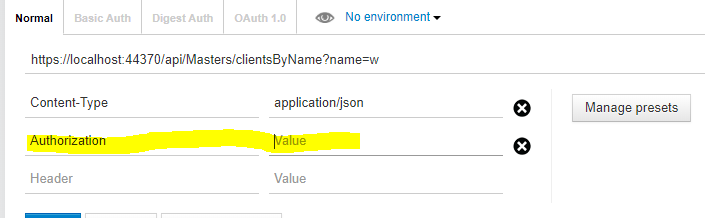 Normal Basic Auth Digest Auth OAuth 1.0 No environment
https://localhost:44370/api/Masters/clientsByName?name=w
Content-Type application/json
Manage presets
Authorization Value
Header Value